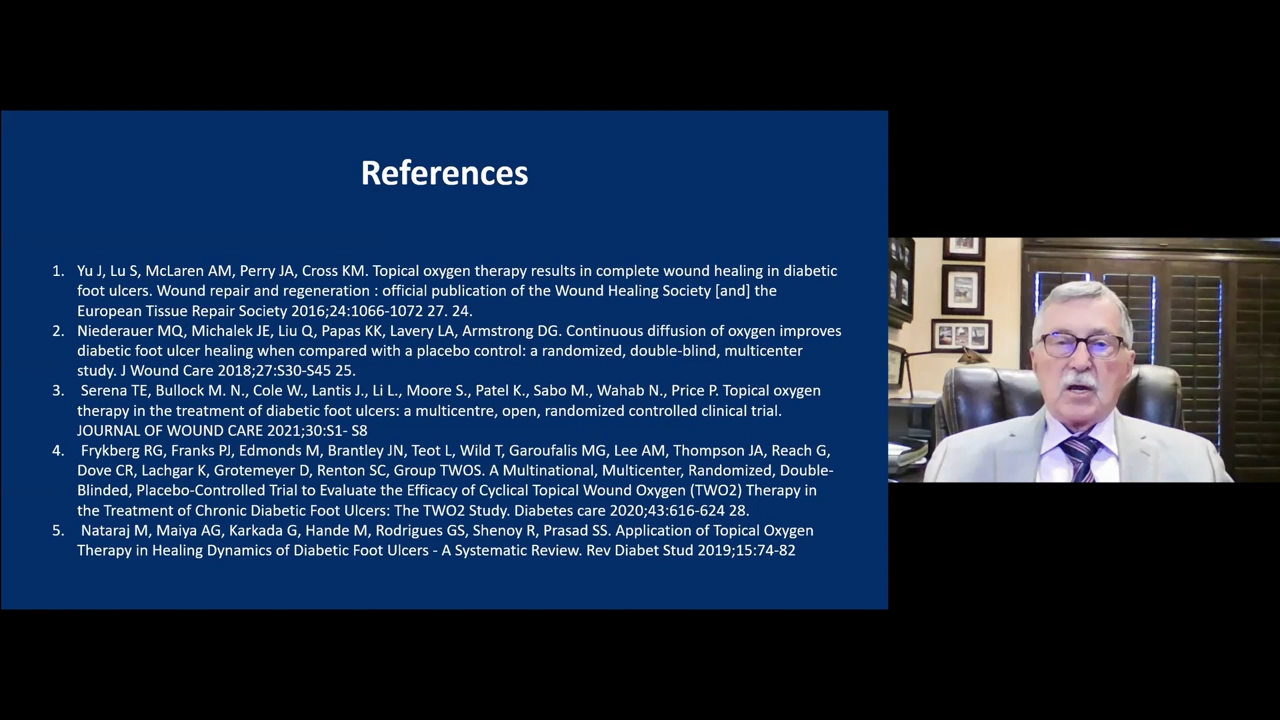 References
1. Yu J, Lu S, McLaren AM, Perry JA, Cross KM. Topical oxygen therapy results in complete wound healing in diabetic
foot ulcers. Wound repair and regeneration : official publication of the Wound Healing Society [and] the
European Tissue Repair Society 2016;24:1066-1072 27. 24.
2. Niederauer MQ, Michalek JE, Liu Q, Papas KK, Lavery LA, Armstrong DG. Continuous diffusion of oxygen improves
diabetic foot ulcer healing when compared with a placebo control: a randomized, double-blind, multicenter
study. J Wound Care 2018;27:S30-S45 25.
3. Serena TE, Bullock M. N., Cole W., Lantis J., Li L., Moore S., Patel K., Sabo M., Wahab N., Price P. Topical oxygen
therapy in the treatment of diabetic foot ulcers: a multicentre, open, randomized controlled clinical trial.
JOURNAL OF WOUND CARE 2021;30:S1- S8
4. Frykberg RG, Franks PJ, Edmonds M, Brantley JN, Teot L, Wild T, Garoufalis MG, Lee AM, Thompson JA, Reach G,
Dove CR, Lachgar K, Grotemeyer D, Renton SC, Group TWOS. A Multinational, Multicenter, Randomized, Double-
Blinded, Placebo-Controlled Trial to Evaluate the Efficacy of Cyclical Topical Wound Oxygen (TWO2) Therapy in
the Treatment of Chronic Diabetic Foot Ulcers: The TWO2 Study. Diabetes care 2020;43:616-624 28.
5. Nataraj M, Maiya AG, Karkada G, Hande M, Rodrigues GS, Shenoy R, Prasad SS. Application of Topical Oxygen
Therapy in Healing Dynamics of Diabetic Foot Ulcers - A Systematic Review. Rev Diabet Stud 2019;15:74-82